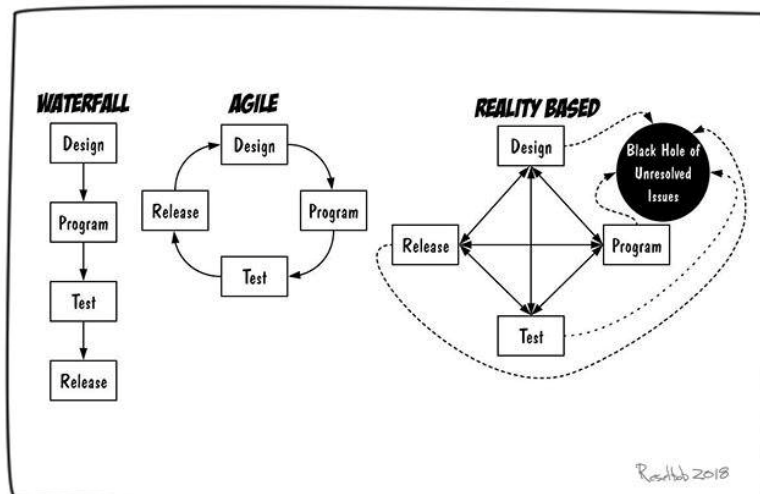 WATERFALL
Design
Program
Test
Release
AGILE
Design
Program
Test
Release
REALITY BASED
Design
Program
Test
Release
Black Hole of
Unresolved
Issues
2018